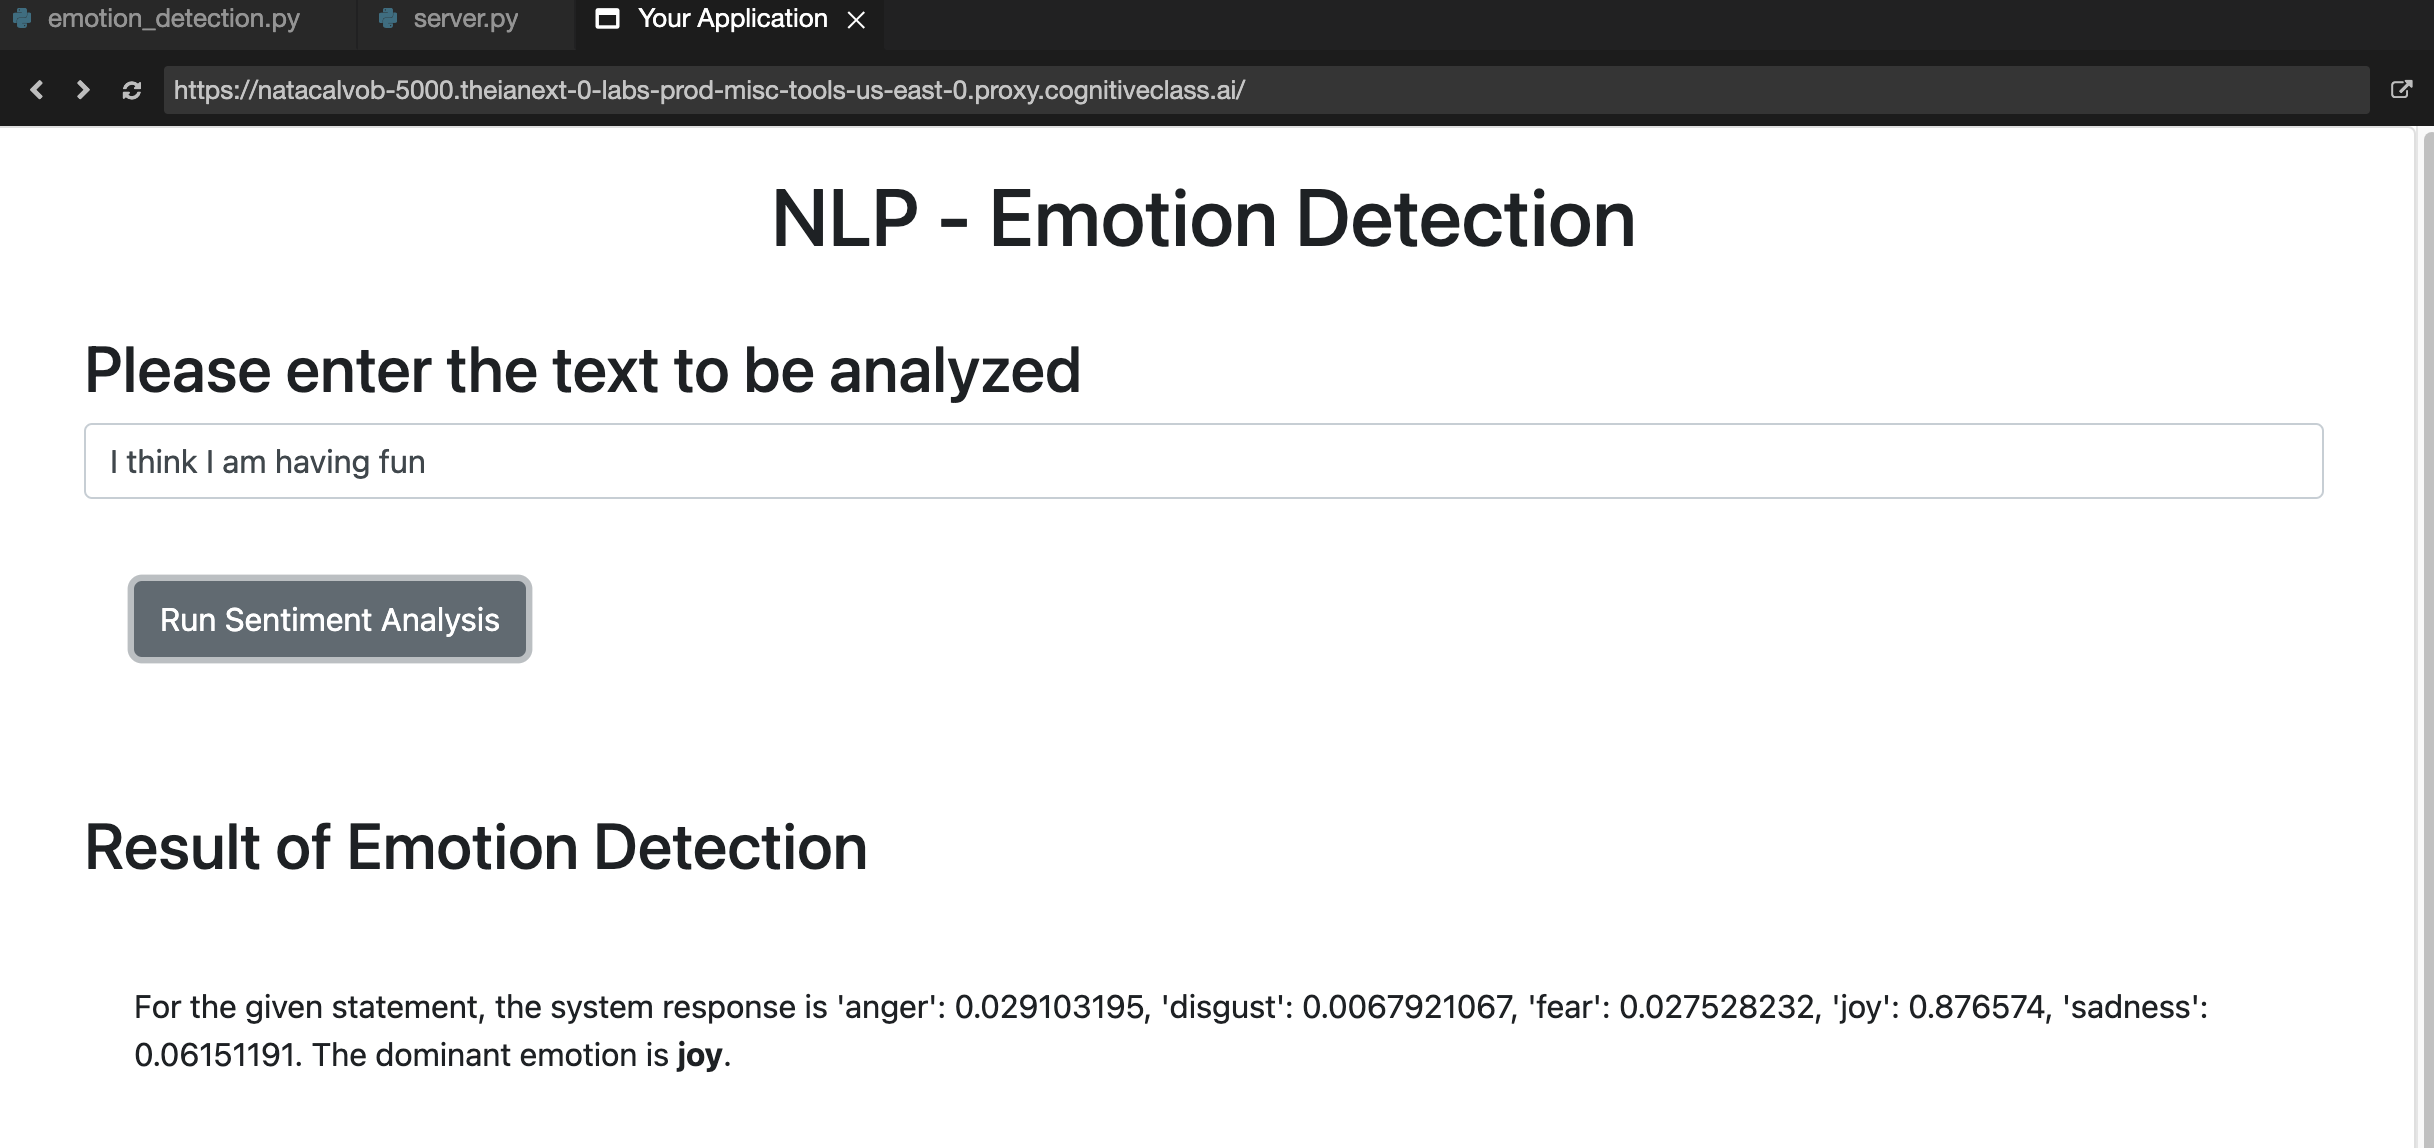 emotion_detection.py server.py Your Application
https://natacalvob-5000.theianext-0-labs-prod-misc-tools-us-east-0.proxy.cognitiveclass.ai/
NLP - Emotion Detection
Please enter the text to be analyzed
I think I am having fun
Run Sentiment Analysis
Result of Emotion Detection
For the given statement, the system response is 'anger': 0.029103195, 'disgust': 0.0067921067, 'fear': 0.027528232, 'joy': 0.876574, 'sadness':
0.06151191. The dominant emotion is joy.